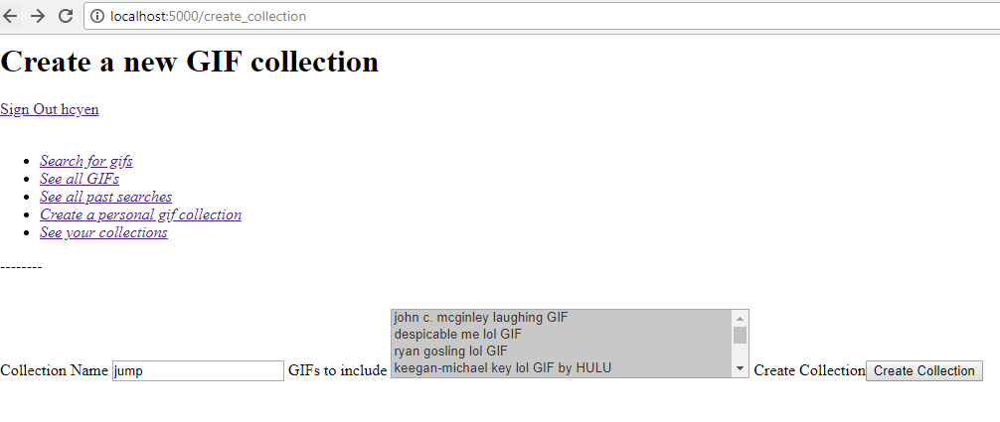 localhost:5000/create_collection
Create a new GIF collection
Sign Out hcyen
Search for gifs
See all GIFs
See all past searches
Create a personal gif collection
See your collections
--------
john c. mcginley laughing GIF
despicable me lol GIF
ryan gosling lol GIF
keegan-michael key lol GIF by HULU
Collection Name jump GIFs to include Create Collection Create Collection